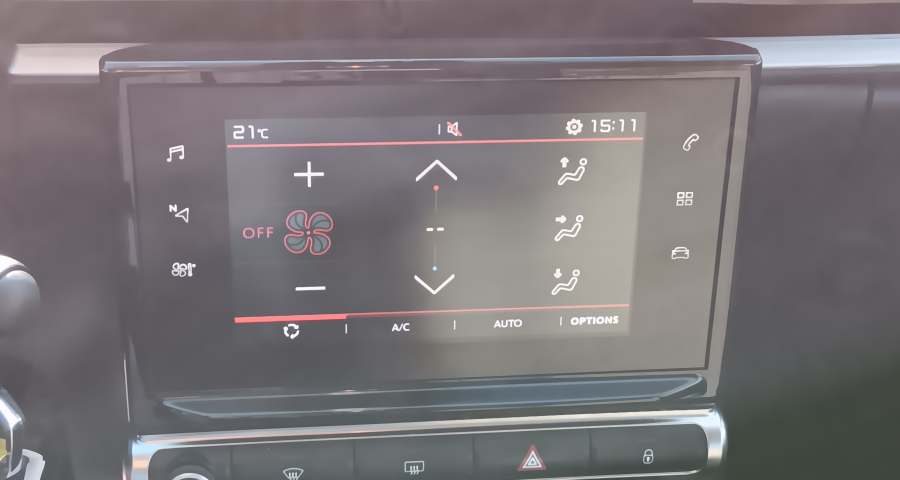 21°C 15:11
N
OFF
--
A/C AUTO OPTIONS